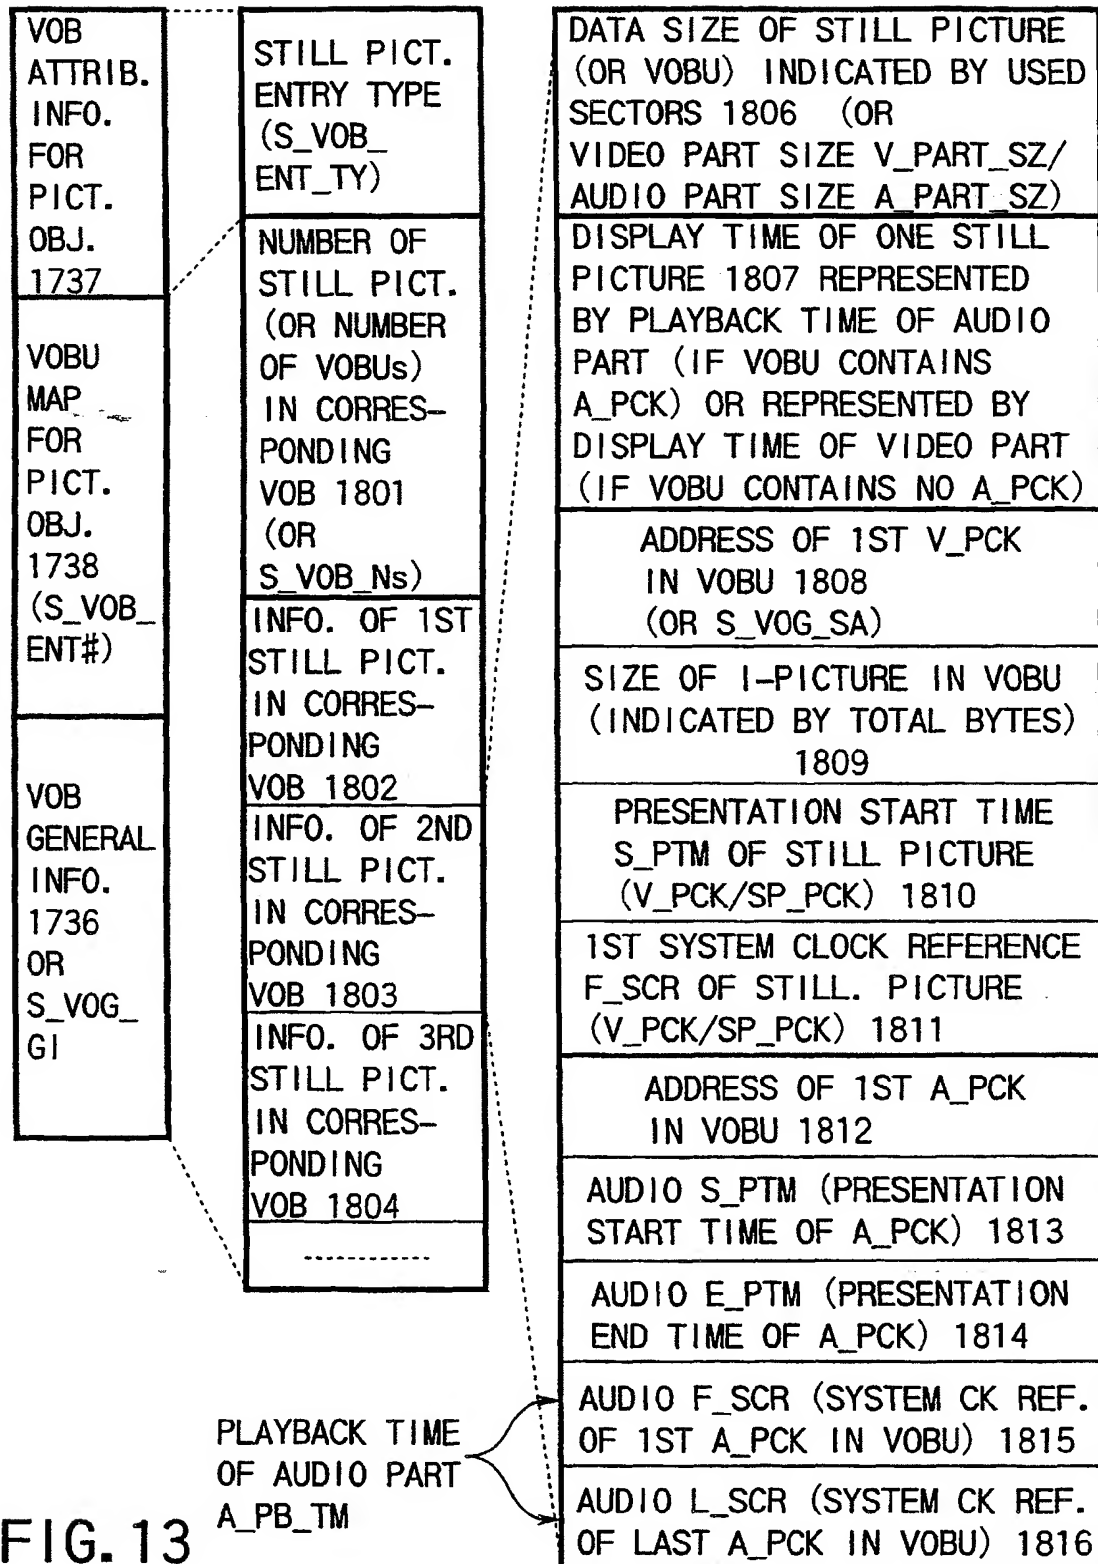 VOB
ATTRIB.
INFO.
FOR
PICT.
OBJ.
1737
VOBU
MAP
FOR
PICT.
OBJ.
1738
(S_VOB_
ENT#)
VOB
GENERAL
INFO.
1736
OR
S_VOG_
GI
STILL PICT.
ENTRY TYPE
(S_VOB_
ENT_TY)
NUMBER OF
STILL PICT.
(OR NUMBER
OF VOBUs)
IN CORRES-
PONDING
VOB 1801
(OR
S_VOB_Ns)
INFO. OF 1ST
STILL PICT.
IN CORRES-
PONDING
VOB 1802
INFO. OF 2ND
STILL PICT.
IN CORRES-
PONDING
VOB 1803
INFO. OF 3RD
STILL PICT.
IN CORRES-
PONDING
VOB 1804
DATA SIZE OF STILL PICTURE
(OR VOBU) INDICATED BY USED
SECTORS 1806 (OR
VIDEO PART SIZE V_PART_SZ/
AUDIO PART SIZE A_PART_SZ)
DISPLAY TIME OF ONE STILL
PICTURE 1807 REPRESENTED
BY PLAYBACK TIME OF AUDIO
PART (IF VOBU CONTAINS
A_PCK) OR REPRESENTED BY
DISPLAY TIME OF VIDEO PART
(IF VOBU CONTAINS NO A_PCK)
ADDRESS OF 1ST V_PCK
IN VOBU 1808
(OR S_VOG_SA)
SIZE OF I-PICTURE IN VOBU
(INDICATED BY TOTAL BYTES)
1809
PRESENTATION START TIME
S_PTM OF STILL PICTURE
(V_PCK/SP_PCK) 1810
1ST SYSTEM CLOCK REFERENCE
F_SCR OF STILL. PICTURE
(V_PCK/SP_PCK) 1811
ADDRESS OF 1ST A_PCK
IN VOBU 1812
AUDIO S_PTM (PRESENTATION
START TIME OF A_PCK) 1813
AUDIO E_PTM (PRESENTATION
END TIME OF A_PCK) 1814
AUDIO F_SCR (SYSTEM CK REF.
OF 1ST A_PCK IN VOBU) 1815
AUDIO L_SCR (SYSTEM CK REF.
OF LAST A_PCK IN VOBU) 1816
PLAYBACK TIME
OF AUDIO PART
A_PB_TM
FIG. 13